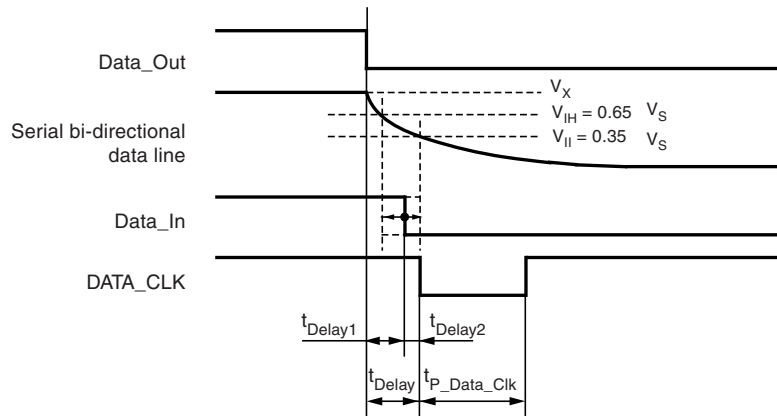 Data_Out
V_X
V_IH = 0.65 V_S
Serial bi-directional
data line
V_II = 0.35 V_S
Data_In
DATA_CLK
t_Delay1
t_Delay2
t_Delay
t_P_Data_Clk